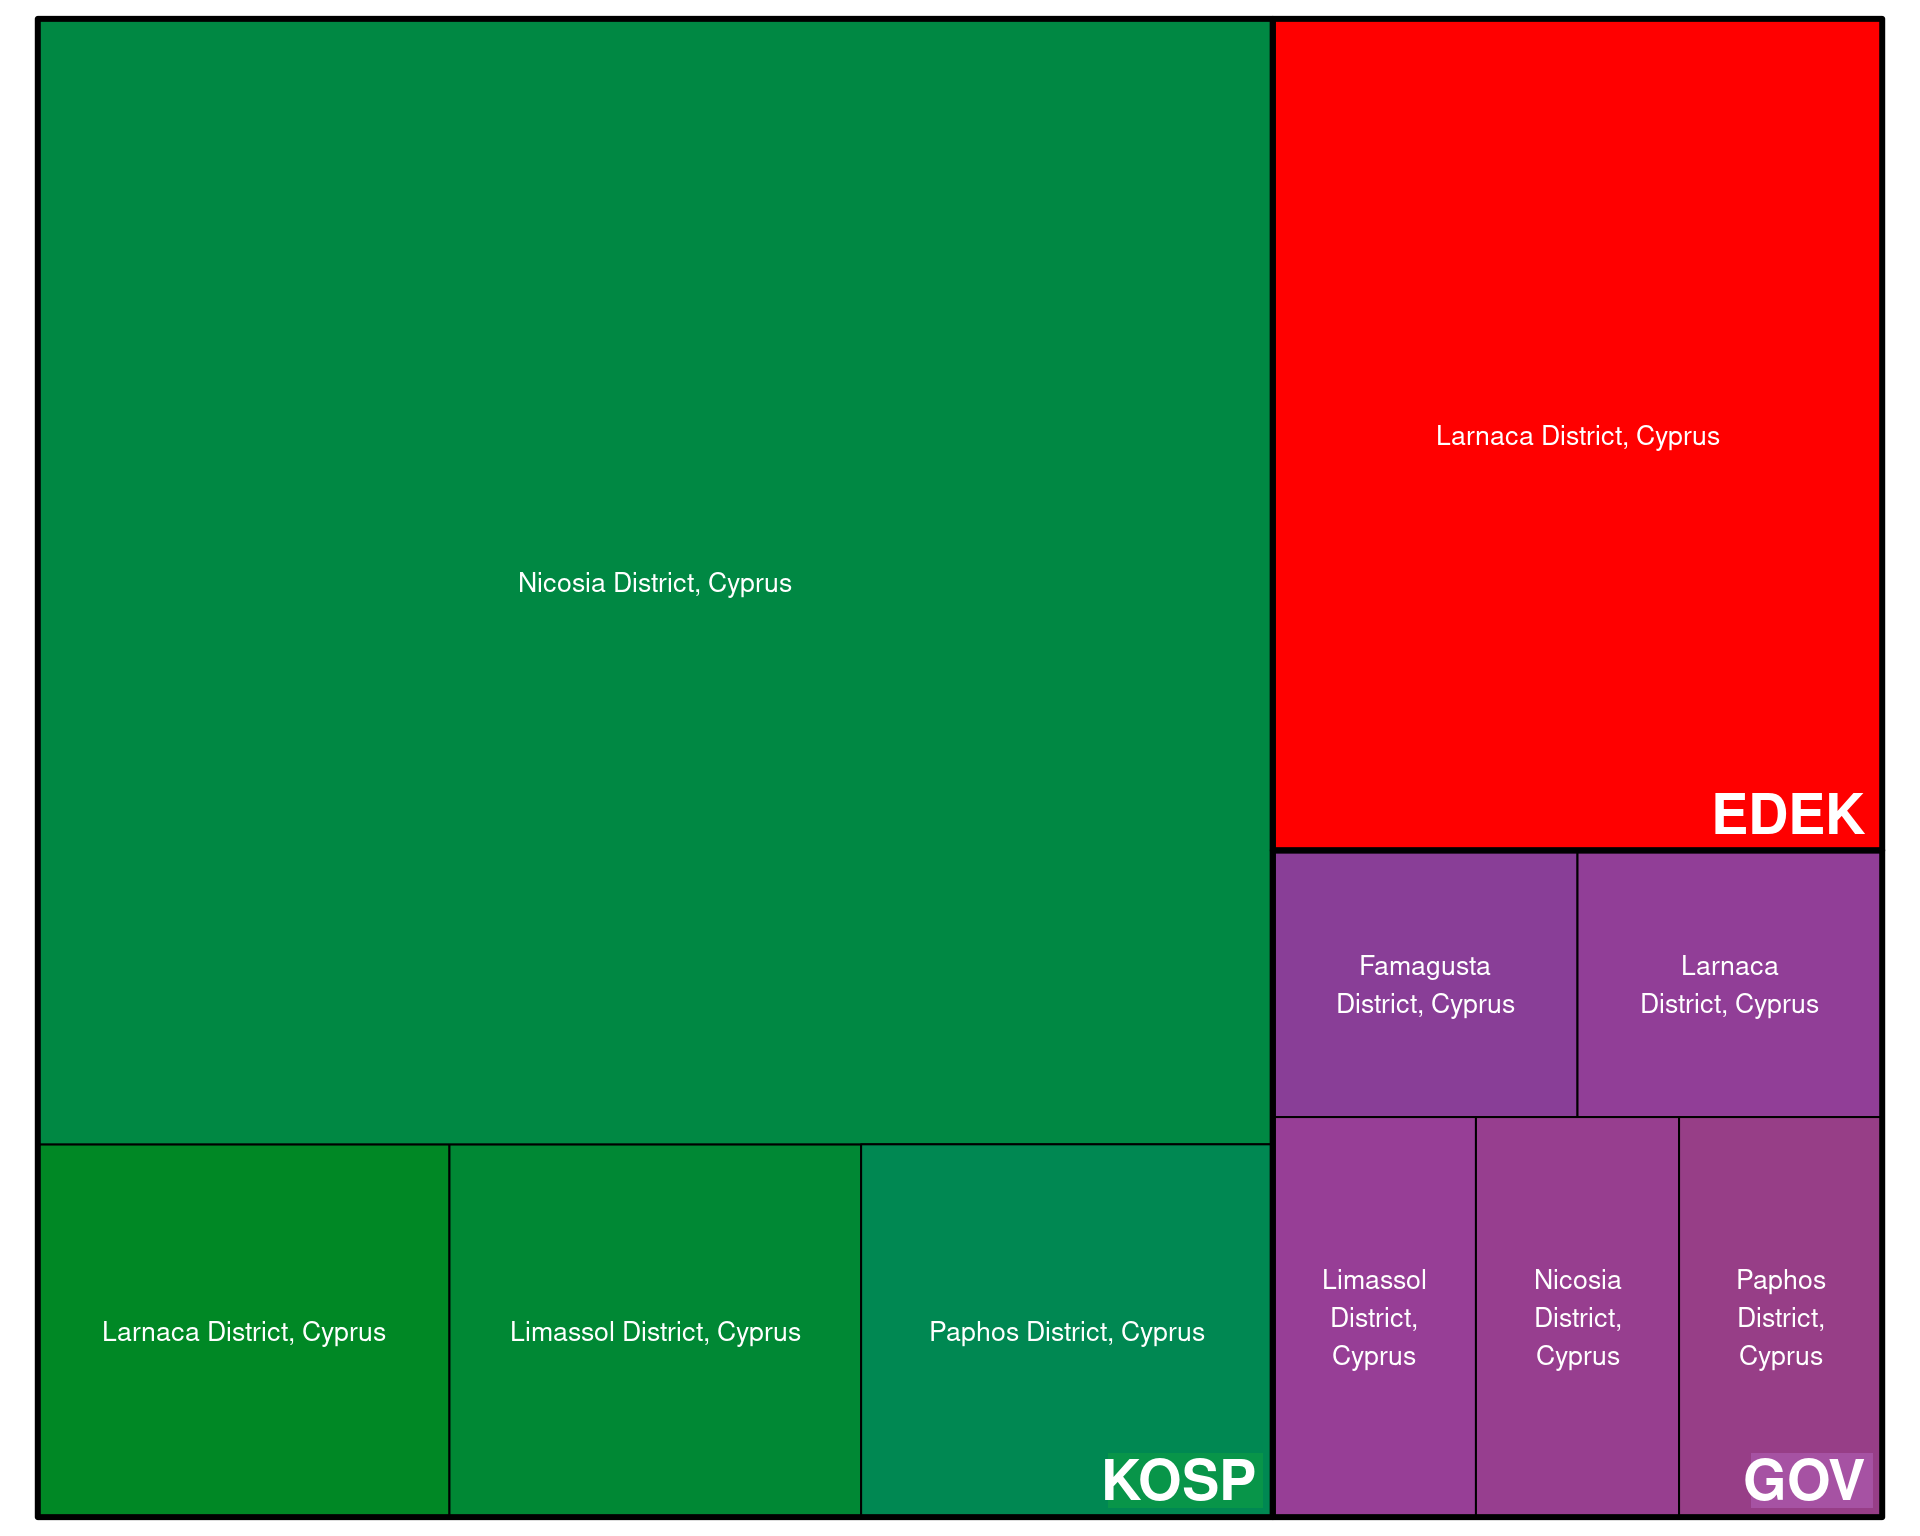 Nicosia District, Cyprus
Larnaca District, Cyprus
Limassol District, Cyprus
Paphos District, Cyprus
KOSP
Larnaca District, Cyprus
EDEK
Famagusta
District, Cyprus
Larnaca
District, Cyprus
Limassol
District,
Cyprus
Nicosia
District,
Cyprus
Paphos
District,
Cyprus
GOV